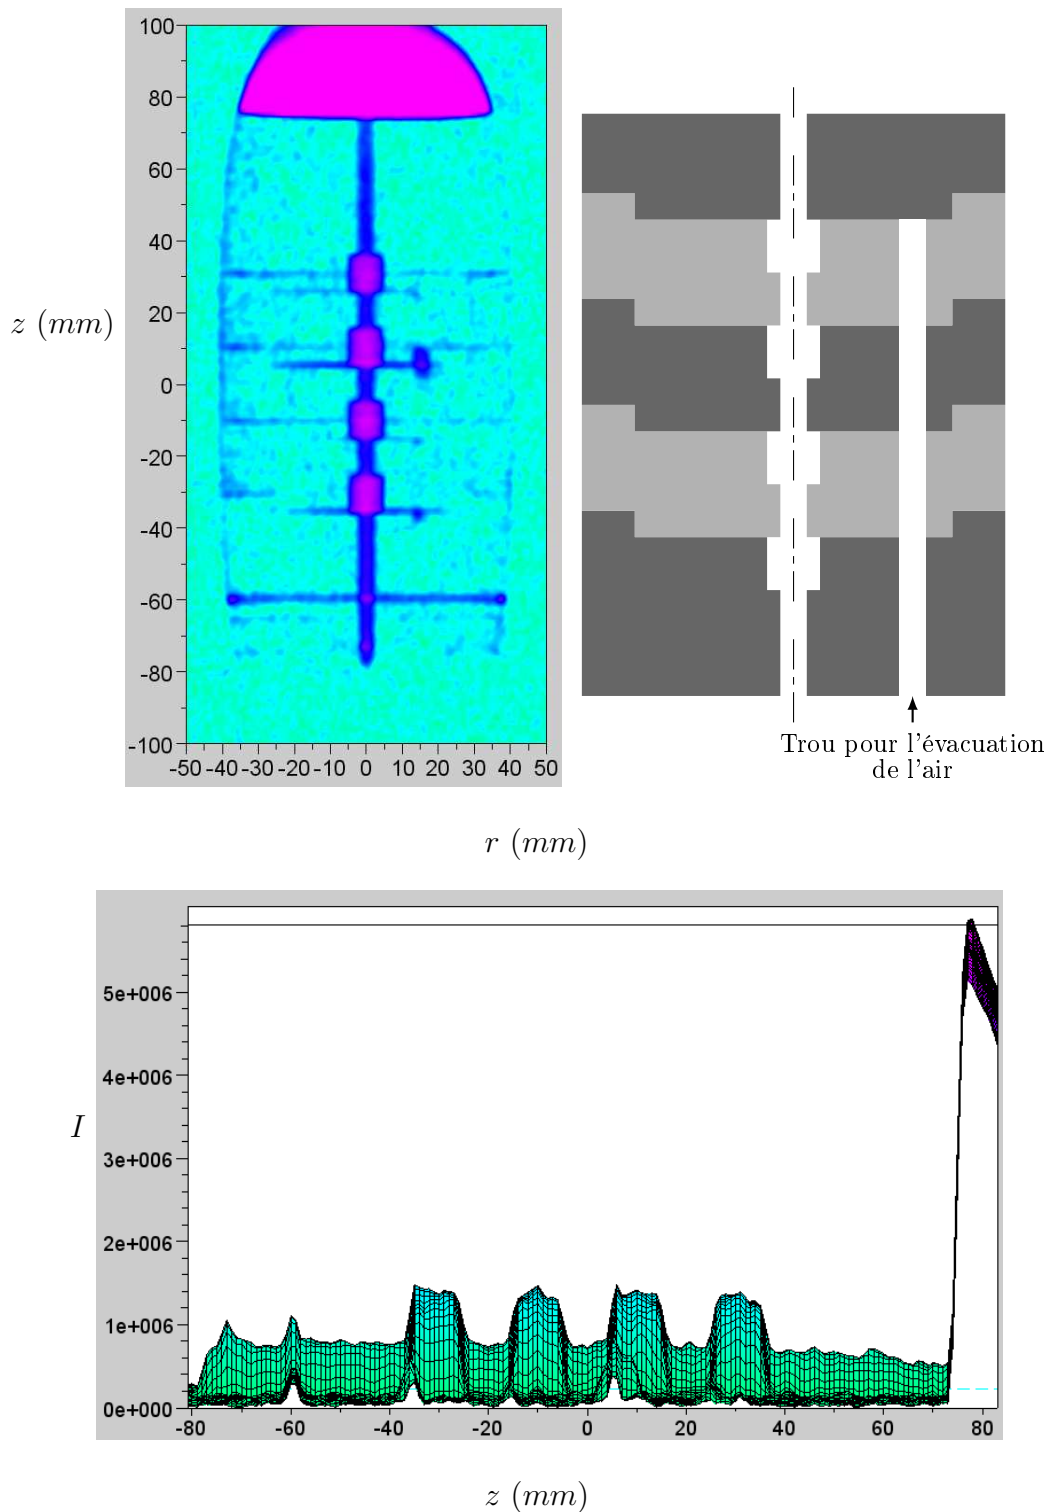 100
80
60
40
20
0
-20
-40
-60
-80
-100
z (mm)
-50 -40 -30 -20 -10 0 10 20 30 40 50
r (mm)
Trou pour l'évacuation
de l'air
5e+006
4e+006
3e+006
2e+006
1e+006
0e+000
I
-80 -60 -40 -20 0 20 40 60 80
z (mm)